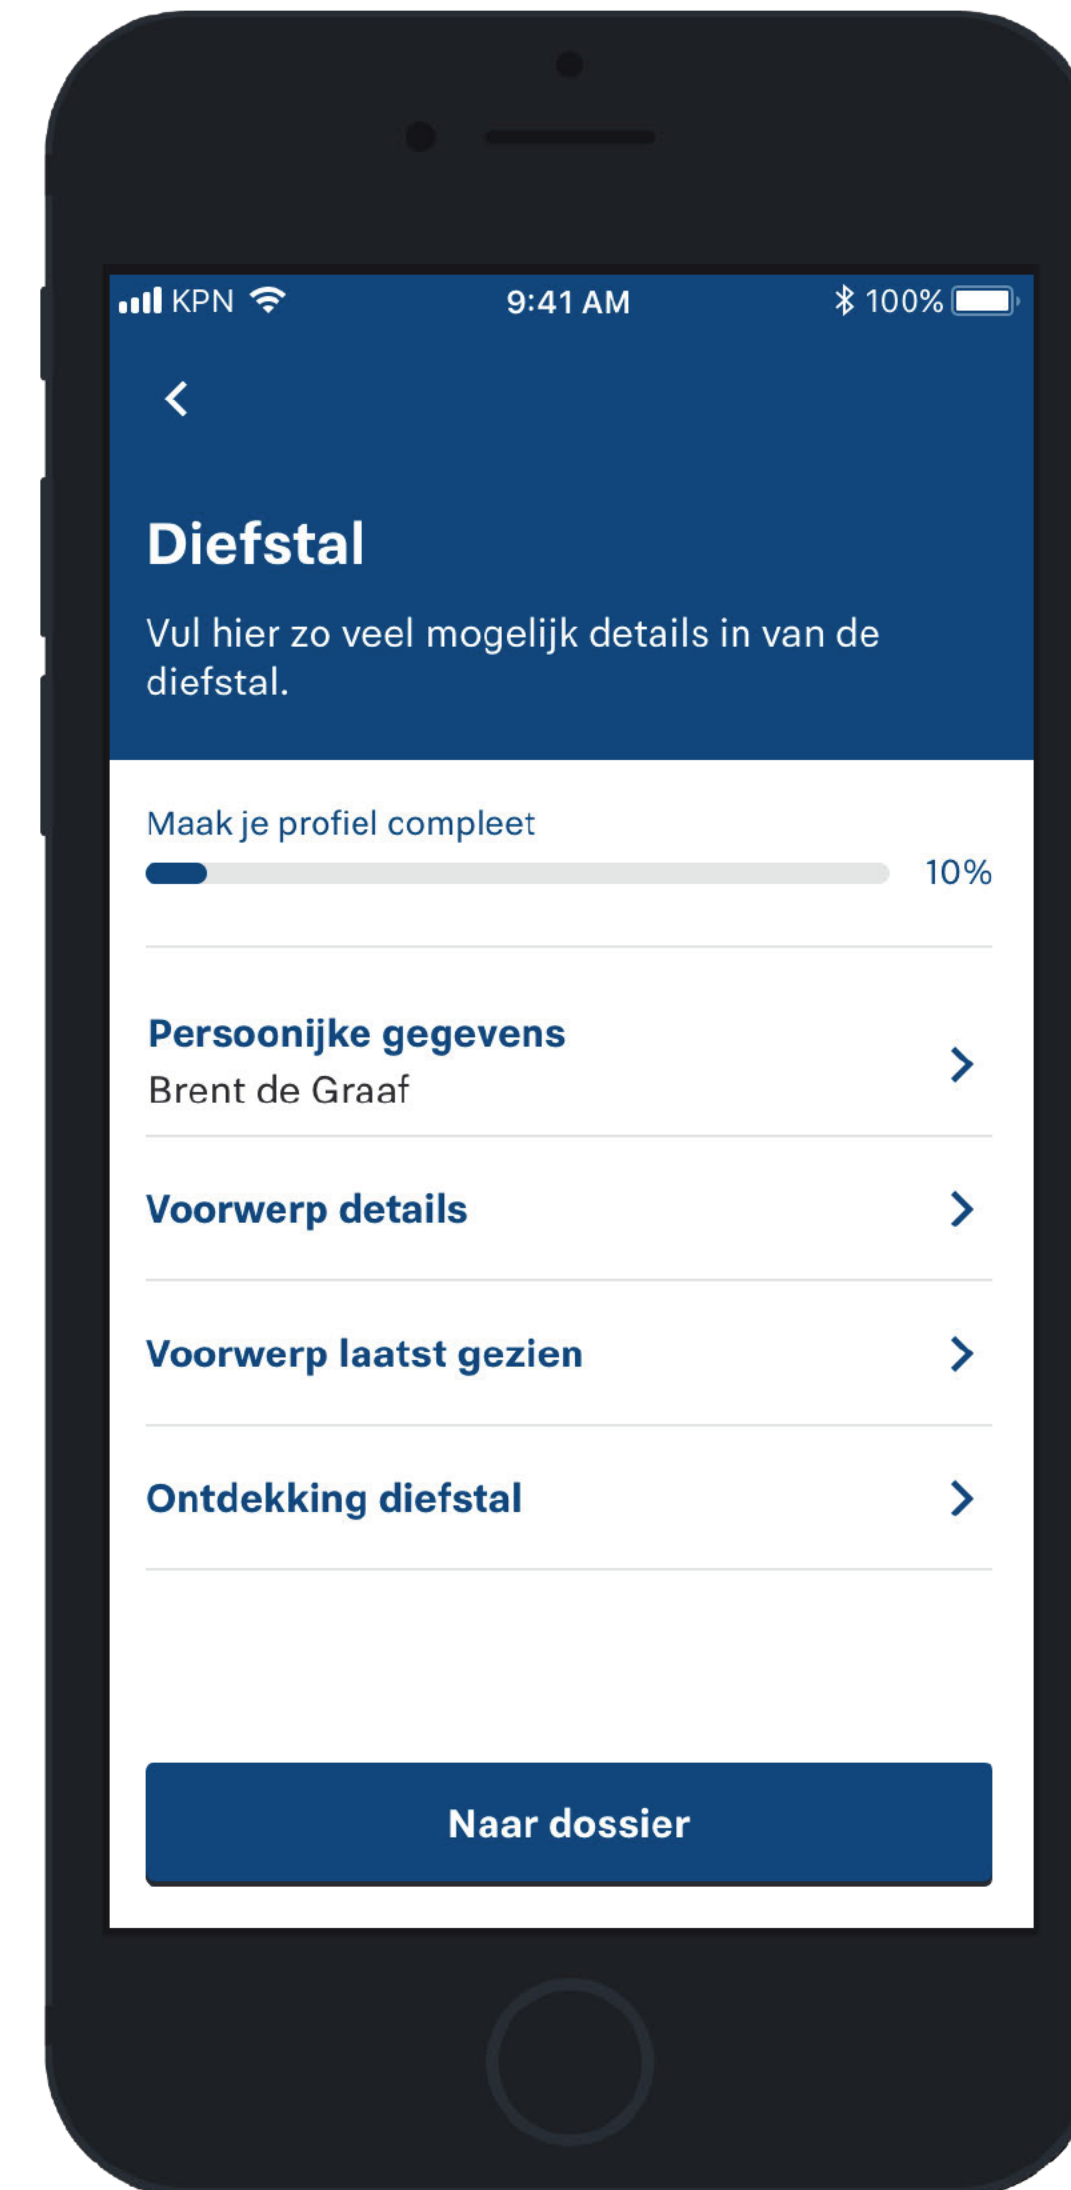 KPN
9:41 AM
100%
Diefstal
Vul hier zo veel mogelijk details in van de
diefstal.
Maak je profiel compleet
10%
Persoonijke gegevens
Brent de Graaf
Voorwerp details
Voorwerp laatst gezien
Ontdekking diefstal
Naar dossier